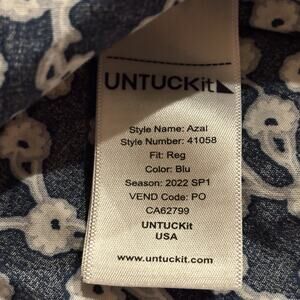 UNTUCKit
Style Name: Azal
Style Number: 41058
Fit: Reg
Color: Blu
Season: 2022 SP1
VEND Code: PO
CA62799
UNTUCKit
USA
www.untuckit.com